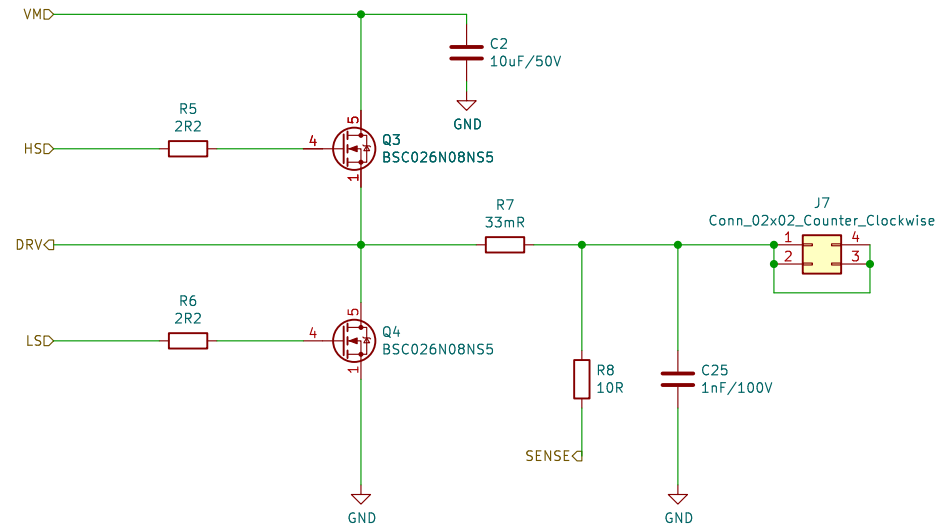 VM
C2
10uF/50V
GND
R5
2R2
HS
4
5
1
Q3
BSC026N08NS5
DRV
R7
33mR
J7
Conn_02x02_Counter_Clockwise
1
4
2
3
R6
2R2
LS
4
5
1
Q4
BSC026N08NS5
R8
10R
C25
1nF/100V
SENSE
GND
GND